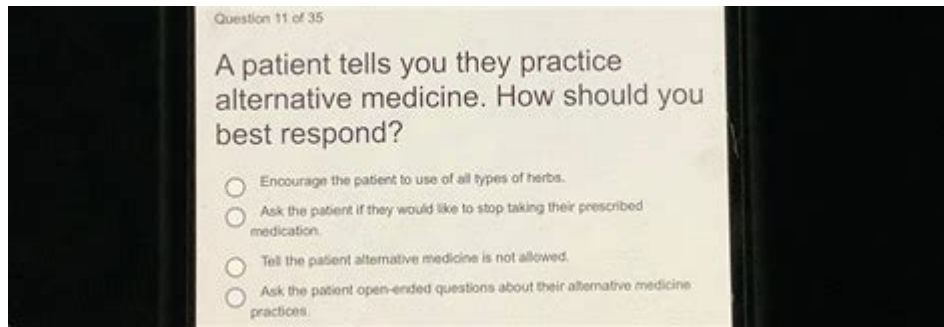 Question 11 of 35
A patient tells you they practice
alternative medicine. How should you
best respond?
Encourage the patient to use of all types of herbs.
Ask the patient if they would like to stop taking their prescribed
medication.
Tell the patient alternative medicine is not allowed.
Ask the patient open-ended questions about their alternative medicine
practices.